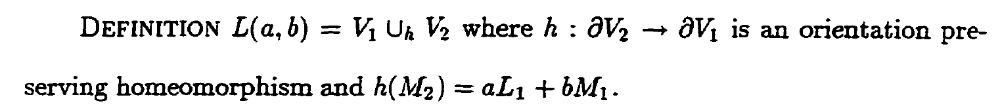 DEFINITION L(a, b) = V₁ ∪ₕ V₂ where h : ∂V₂ → ∂V₁ is an orientation pre-
serving homeomorphism and h(M₂) = aL₁ + bM₁.